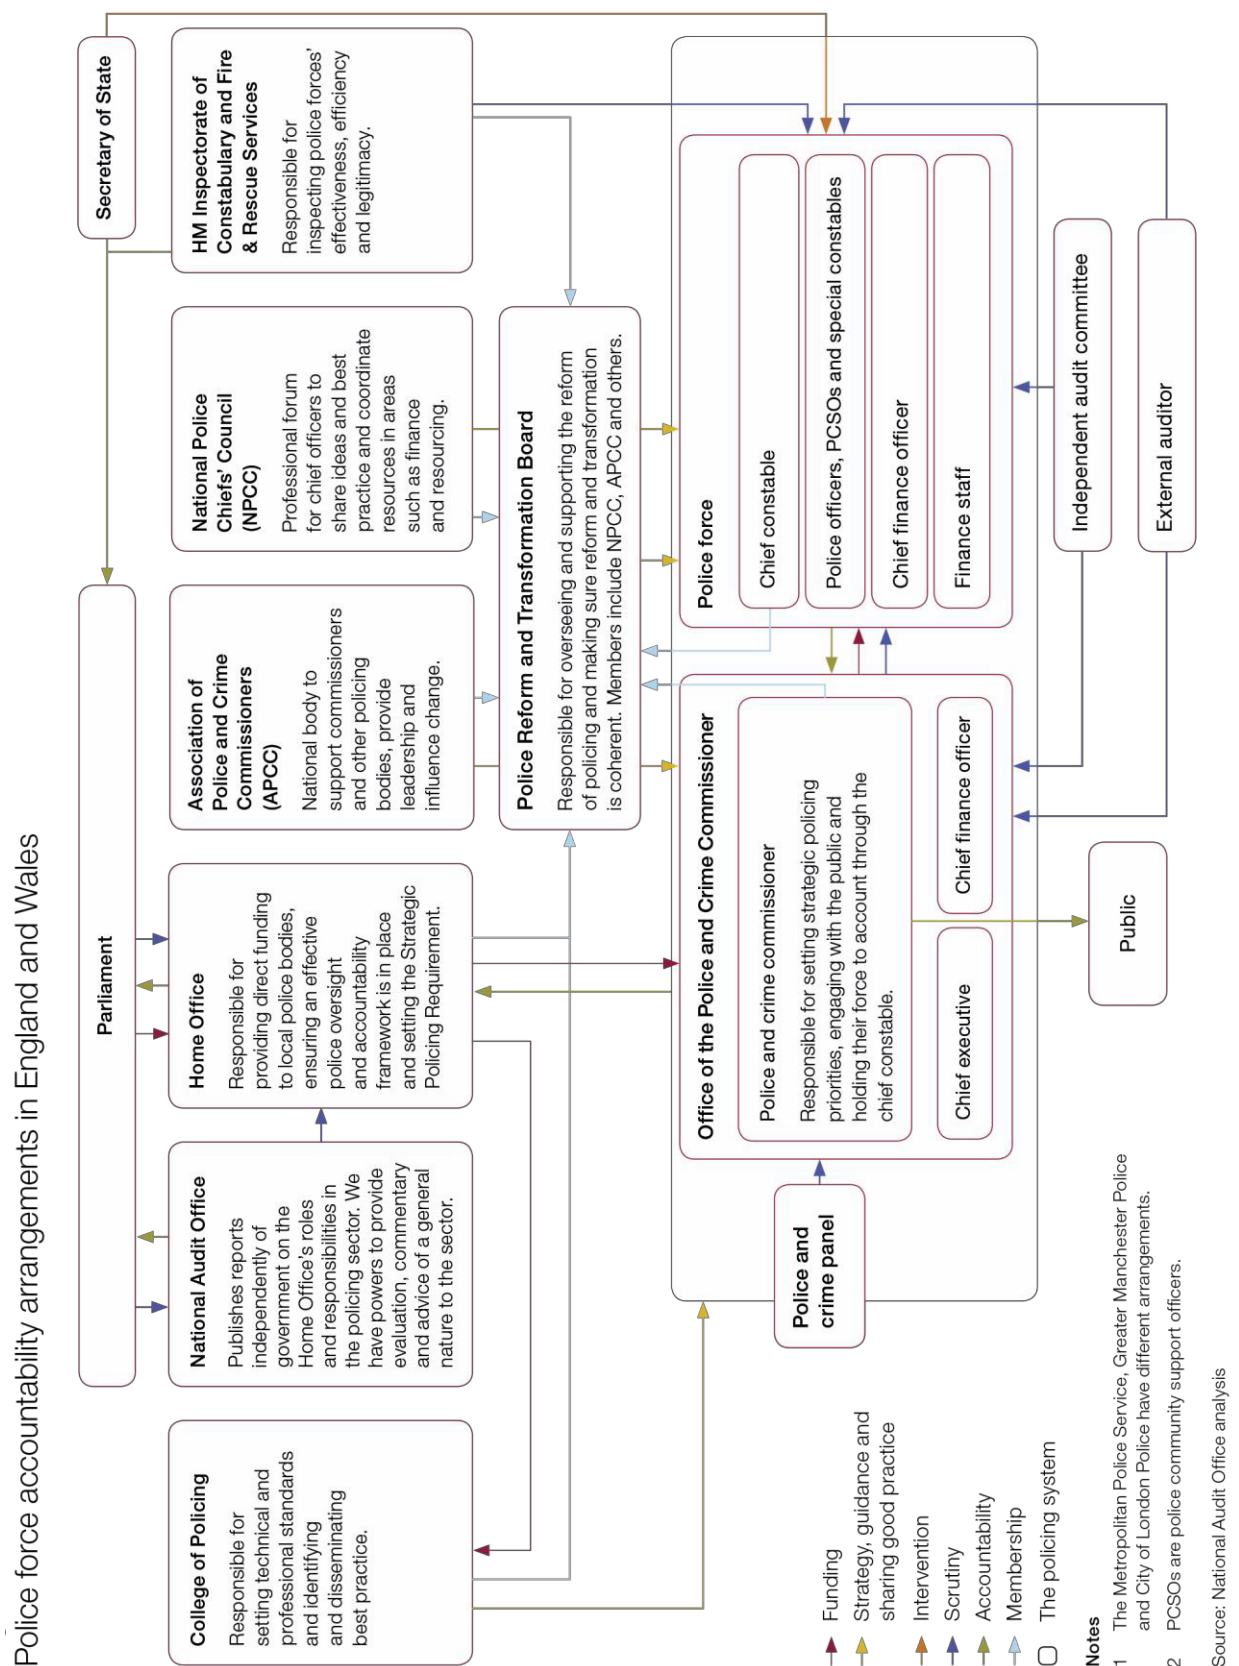 Police force accountability arrangements in England and Wales
Parliament
Secretary of State
College of Policing
Responsible for
setting technical and
professional standards
and identifying
and disseminating
best practice.
National Audit Office
Publishes reports
independently of
government on the
Home Office's roles
and responsibilities in
the policing sector. We
have powers to provide
evaluation, commentary
and advice of a general
nature to the sector.
Home Office
Responsible for
providing direct funding
to local police bodies,
ensuring an effective
police oversight
and accountability
framework is in place
and setting the Strategic
Policing Requirement.
Association of
Police and Crime
Commissioners
(APCC)
National body to
support commissioners
and other policing
bodies, provide
leadership and
influence change.
National Police
Chiefs' Council
(NPCC)
Professional forum
for chief officers to
share ideas and best
practice and coordinate
resources in areas
such as finance
and resourcing.
HM Inspectorate of
Constabulary and Fire
& Rescue Services
Responsible for
inspecting police forces'
effectiveness, efficiency
and legitimacy.
Police Reform and Transformation Board
Responsible for overseeing and supporting the reform
of policing and making sure reform and transformation
is coherent. Members include NPCC, APCC and others.
Police and
crime panel
Office of the Police and Crime Commissioner
Police and crime commissioner
Responsible for setting strategic policing
priorities, engaging with the public and
holding their force to account through the
chief constable.
Chief executive
Chief finance officer
Police force
Chief constable
Police officers, PCSOs and special constables
Chief finance officer
Finance staff
Public
Independent audit committee
External auditor
Funding
Strategy, guidance and
sharing good practice
Intervention
Scrutiny
Accountability
Membership
The policing system
Notes
1 The Metropolitan Police Service, Greater Manchester Police
and City of London Police have different arrangements.
2 PCSOs are police community support officers.
Source: National Audit Office analysis